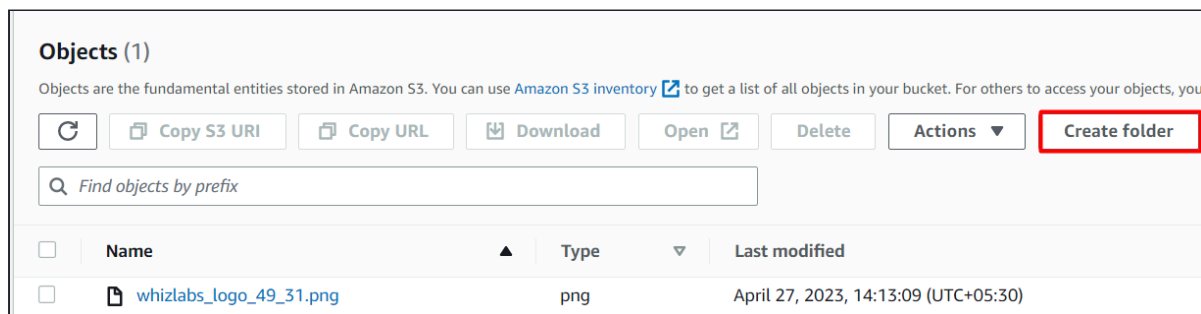 Objects (1)
Objects are the fundamental entities stored in Amazon S3. You can use Amazon S3 inventory to get a list of all objects in your bucket. For others to access your objects, you
Copy S3 URI Copy URL Download Open Delete Actions Create folder
Find objects by prefix
Name Type Last modified
whizlabs_logo_49_31.png png April 27, 2023, 14:13:09 (UTC+05:30)